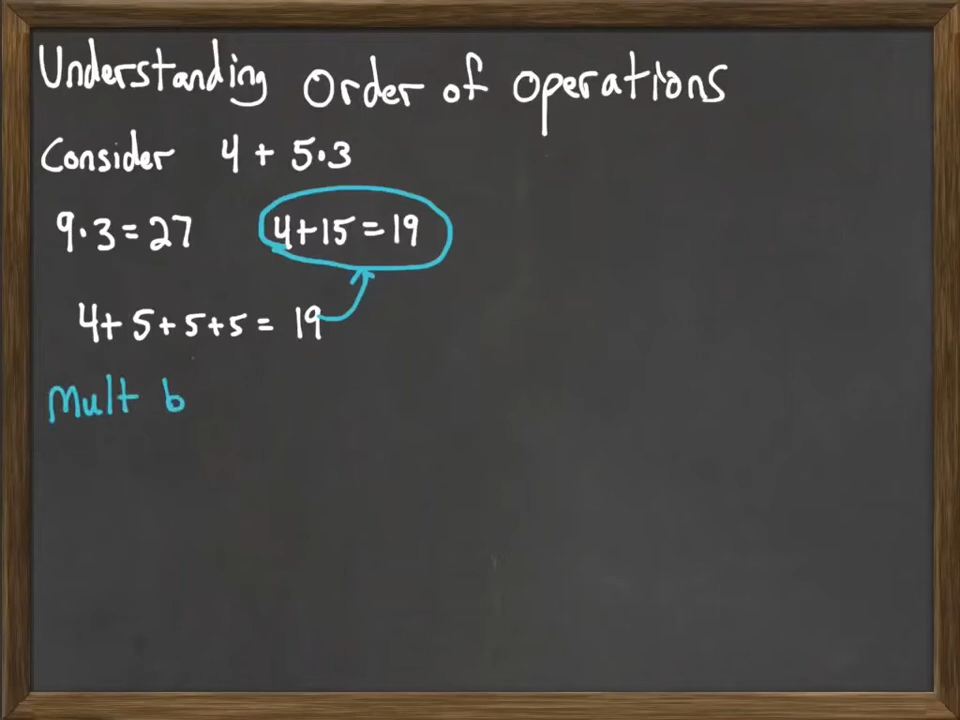 Understanding Order of Operations
Consider 4 + 5·3
9·3=27 4+15=19
4+5+5+5= 19
Mult b